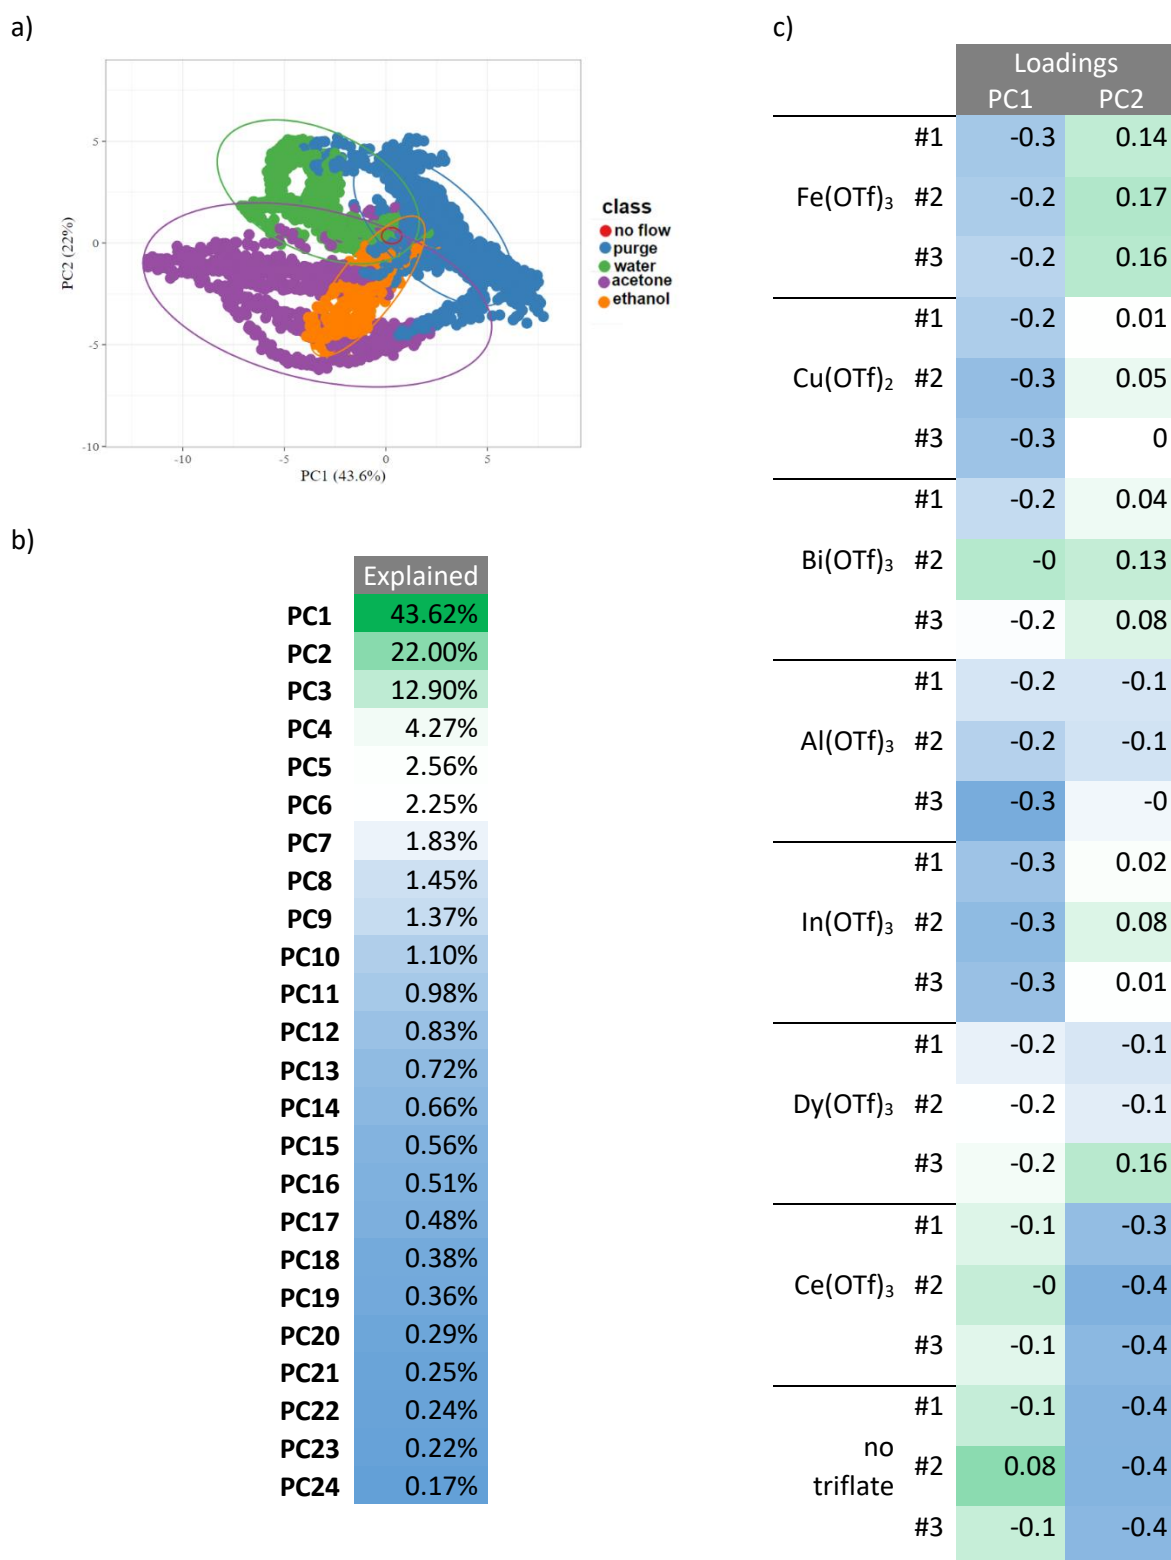 a)
5
0
-5
-10
PC2 (22%)
-10 -5 0 5
PC1 (43.6%)
class
no flow
purge
water
acetone
ethanol
b)
Explained
PC1 43.62%
PC2 22.00%
PC3 12.90%
PC4 4.27%
PC5 2.56%
PC6 2.25%
PC7 1.83%
PC8 1.45%
PC9 1.37%
PC10 1.10%
PC11 0.98%
PC12 0.83%
PC13 0.72%
PC14 0.66%
PC15 0.56%
PC16 0.51%
PC17 0.48%
PC18 0.38%
PC19 0.36%
PC20 0.29%
PC21 0.25%
PC22 0.24%
PC23 0.22%
PC24 0.17%
c)
Loadings
PC1 PC2
#1 -0.3 0.14
Fe(OTf)₃ #2 -0.2 0.17
#3 -0.2 0.16
#1 -0.2 0.01
Cu(OTf)₂ #2 -0.3 0.05
#3 -0.3 0
#1 -0.2 0.04
Bi(OTf)₃ #2 -0 0.13
#3 -0.2 0.08
#1 -0.2 -0.1
Al(OTf)₃ #2 -0.2 -0.1
#3 -0.3 -0
#1 -0.3 0.02
In(OTf)₃ #2 -0.3 0.08
#3 -0.3 0.01
#1 -0.2 -0.1
Dy(OTf)₃ #2 -0.2 -0.1
#3 -0.2 0.16
#1 -0.1 -0.3
Ce(OTf)₃ #2 -0 -0.4
#3 -0.1 -0.4
#1 -0.1 -0.4
no
triflate #2 0.08 -0.4
#3 -0.1 -0.4